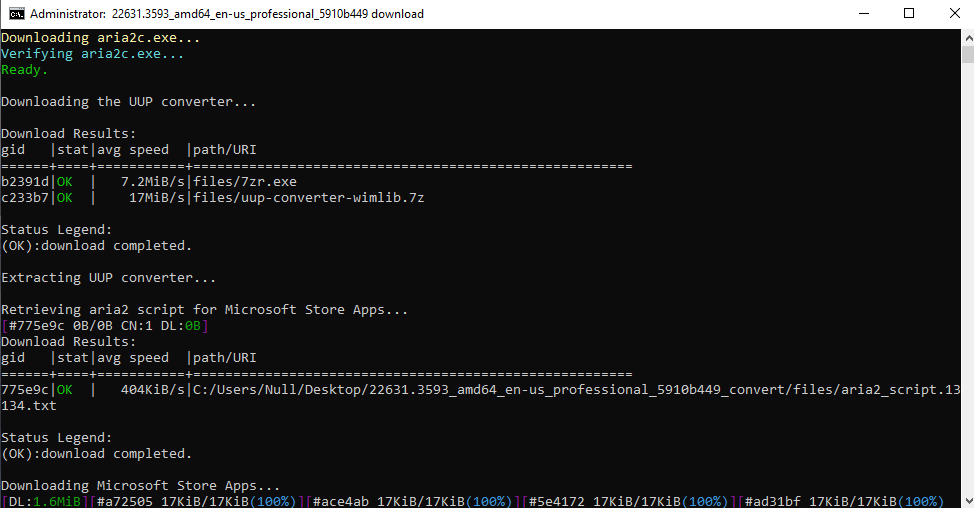 Administrator: 22631.3593_amd64_en-us_professional_5910b449 download
Downloading aria2c.exe...
Verifying aria2c.exe...
Ready.
Downloading the UUP converter...
Download Results:
gid   |stat|avg speed  |path/URI
======+====+===========+=======================================================
b2391d|OK  |   7.2MiB/s|files/7zr.exe
c233b7|OK  |    17MiB/s|files/uup-converter-wimlib.7z
Status Legend:
(OK):download completed.
Extracting UUP converter...
Retrieving aria2 script for Microsoft Store Apps...
[#775e9c 0B/0B CN:1 DL:0B]
Download Results:
gid   |stat|avg speed  |path/URI
======+====+===========+=======================================================
775e9c|OK  |   404KiB/s|C:/Users/Null/Desktop/22631.3593_amd64_en-us_professional_5910b449_convert/files/aria2_script.13
134.txt
Status Legend:
(OK):download completed.
Downloading Microsoft Store Apps...
[DL:1.6MiB][#a72505 17KiB/17KiB(100%)][#ace4ab 17KiB/17KiB(100%)][#5e4172 17KiB/17KiB(100%)][#ad31bf 17KiB/17KiB(100%)